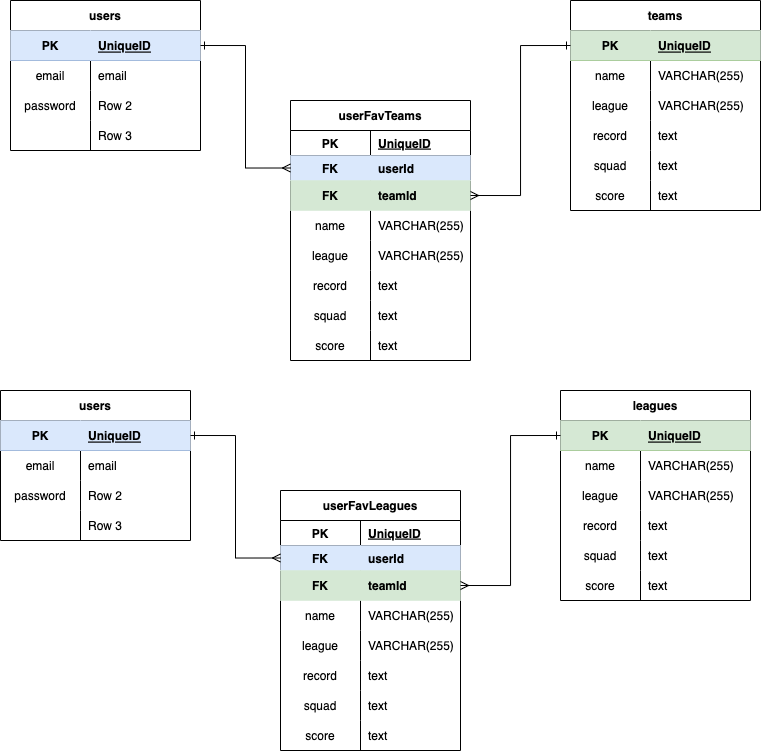 users
PK UniqueID
email email
password Row 2
Row 3
userFavTeams
PK UniqueID
FK userId
FK teamId
name VARCHAR(255)
league VARCHAR(255)
record text
squad text
score text
teams
PK UniqueID
name VARCHAR(255)
league VARCHAR(255)
record text
squad text
score text
users
PK UniqueID
email email
password Row 2
Row 3
userFavLeagues
PK UniqueID
FK userId
FK teamId
name VARCHAR(255)
league VARCHAR(255)
record text
squad text
score text
leagues
PK UniqueID
name VARCHAR(255)
league VARCHAR(255)
record text
squad text
score text